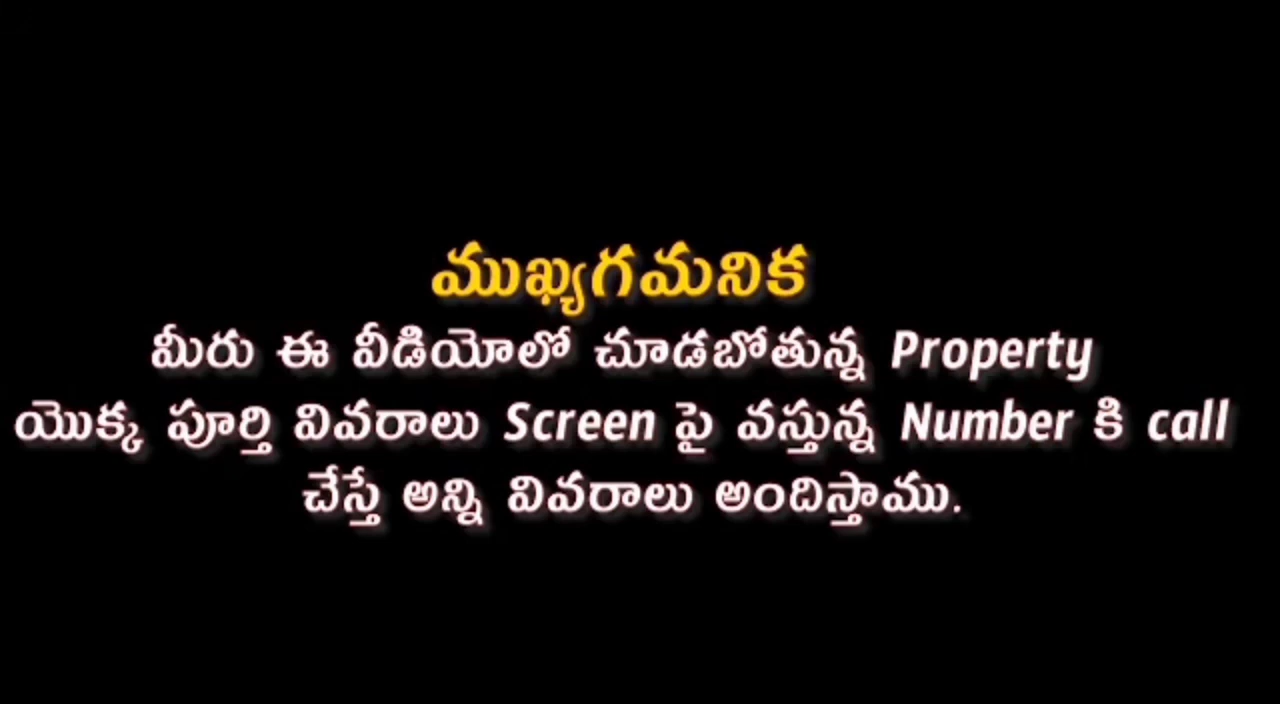 ముఖ్యగమనిక
మీరు ఈ వీడియోలో చూడబోతున్న Property
యొక్క పూర్తి వివరాలు Screen పై వస్తున్న Number కి call
చేస్తే అన్ని వివరాలు అందిస్తాము.